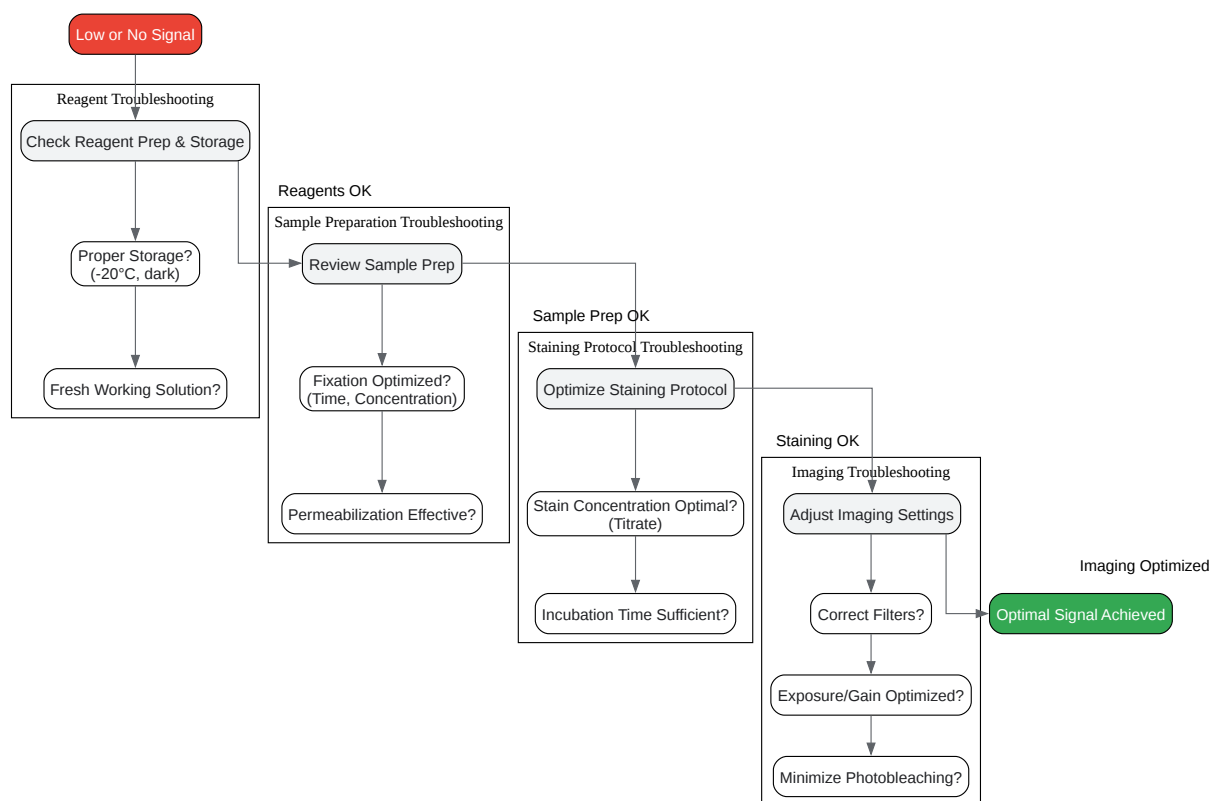 Low or No Signal
Reagent Troubleshooting
Check Reagent Prep & Storage
Proper Storage?
(-20°C, dark)
Fresh Working Solution?
Reagents OK
Sample Preparation Troubleshooting
Review Sample Prep
Fixation Optimized?
(Time, Concentration)
Permeabilization Effective?
Sample Prep OK
Staining Protocol Troubleshooting
Optimize Staining Protocol
Stain Concentration Optimal?
(Titrate)
Incubation Time Sufficient?
Staining OK
Imaging Troubleshooting
Adjust Imaging Settings
Correct Filters?
Exposure/Gain Optimized?
Minimize Photobleaching?
Imaging Optimized
Optimal Signal Achieved